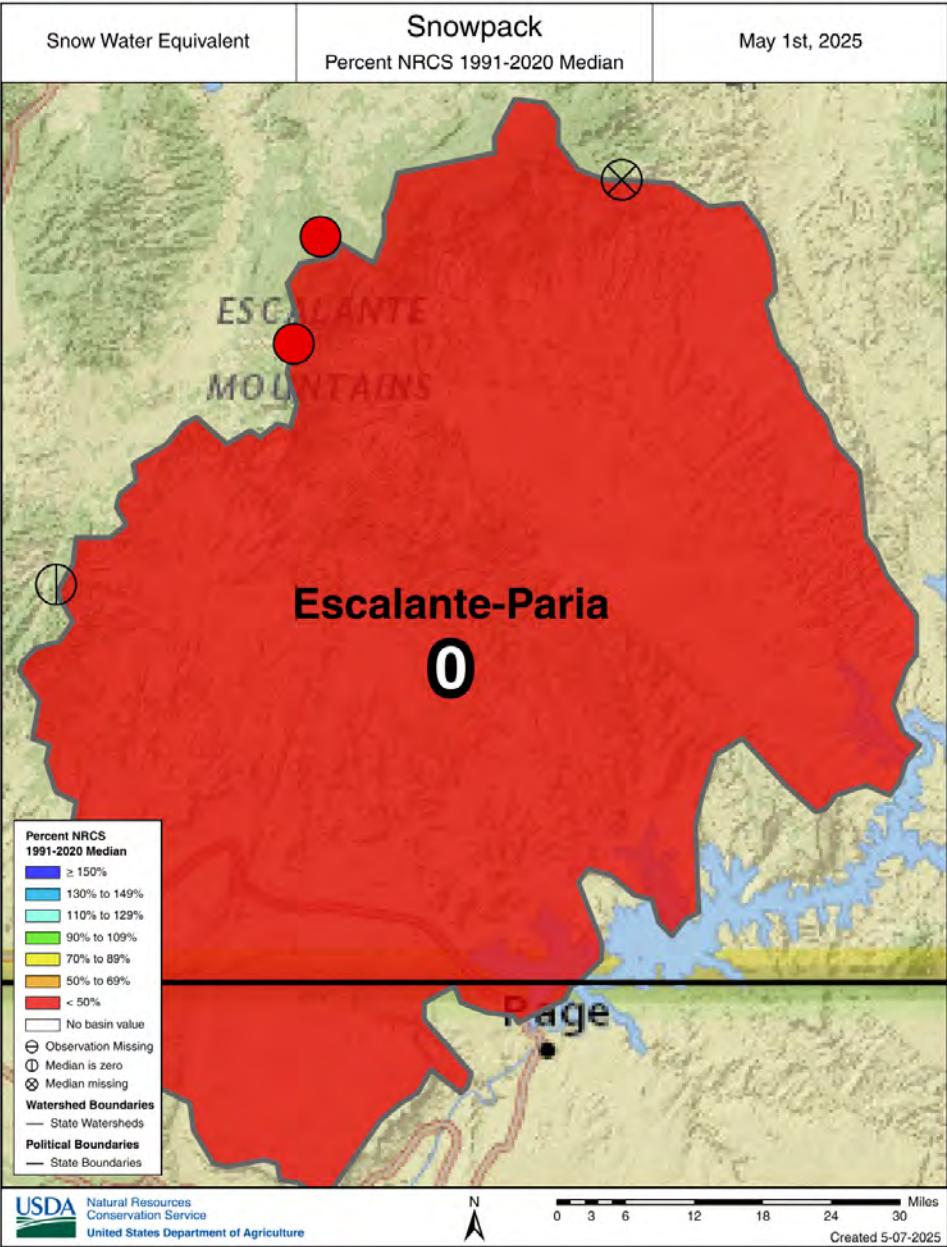 Snow Water Equivalent
Snowpack
Percent NRCS 1991-2020 Median
May 1st, 2025
ESCALANTE
MOUNTAINS
Escalante-Paria
0
Page
Percent NRCS
1991-2020 Median
≥ 150%
130% to 149%
110% to 129%
90% to 109%
70% to 89%
50% to 69%
< 50%
No basin value
Observation Missing
Median is zero
Median missing
Watershed Boundaries
State Watersheds
Political Boundaries
State Boundaries
USDA
Natural Resources
Conservation Service
United States Department of Agriculture
N
Miles
0 3 6 12 18 24 30
Created 5-07-2025